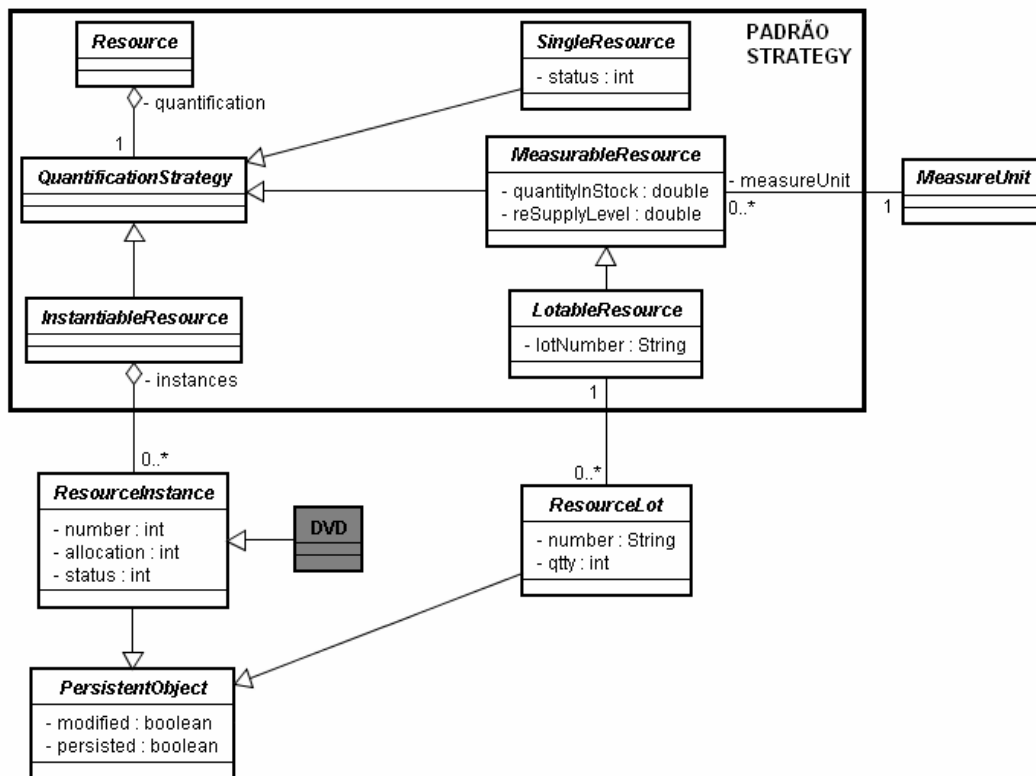 Resource
- quantification
1
SingleResource
- status : int
PADRÃO
STRATEGY
QuantificationStrategy
MeasurableResource
- quantityInStock : double
- reSupplyLevel : double
- measureUnit
0..*
1
MeasureUnit
InstantiableResource
- instances
LotableResource
- lotNumber : String
1
0..*
0..*
ResourceInstance
- number : int
- allocation : int
- status : int
DVD
ResourceLot
- number : String
- qtty : int
PersistentObject
- modified : boolean
- persisted : boolean